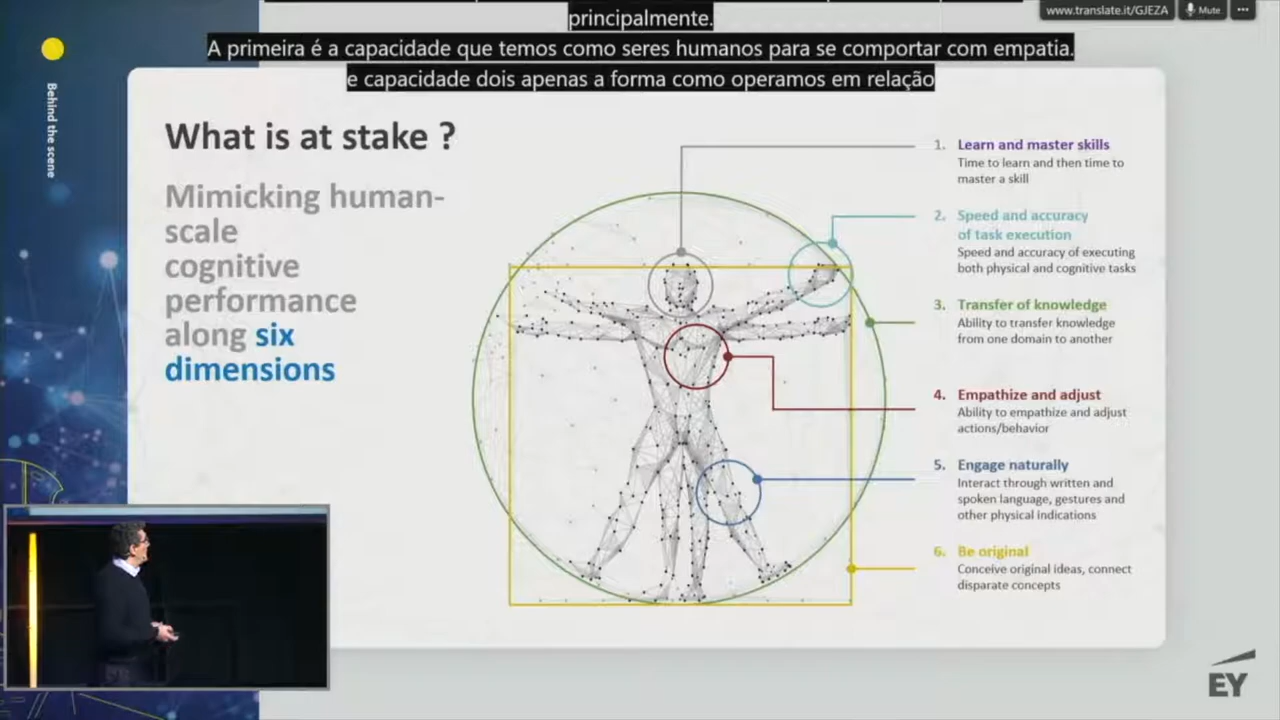 principalmente.
A primeira é a capacidade que temos como seres humanos para se comportar com empatia.
e capacidade dois apenas a forma como operamos em relação
www.translate.it/GJEZA
Mute
Behind the scene
What is at stake ?
Mimicking human-
scale
cognitive
performance
along six
dimensions
1. Learn and master skills
Time to learn and then time to
master a skill
2. Speed and accuracy
of task execution
Speed and accuracy of executing
both physical and cognitive tasks
3. Transfer of knowledge
Ability to transfer knowledge
from one domain to another
4. Empathize and adjust
Ability to empathize and adjust
actions/behavior
5. Engage naturally
Interact through written and
spoken language, gestures and
other physical indications
6. Be original
Conceive original ideas, connect
disparate concepts
EY